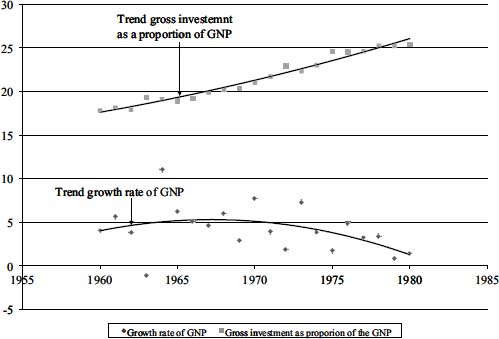 30
Trend gross investemnt
as a proportion of GNP
25
20
15
10
Trend growth rate of GNP
5
0
1955 1960 1965 1970 1975 1980 1985
-5
Growth rate of GNP Gross investment as proporion of the GNP